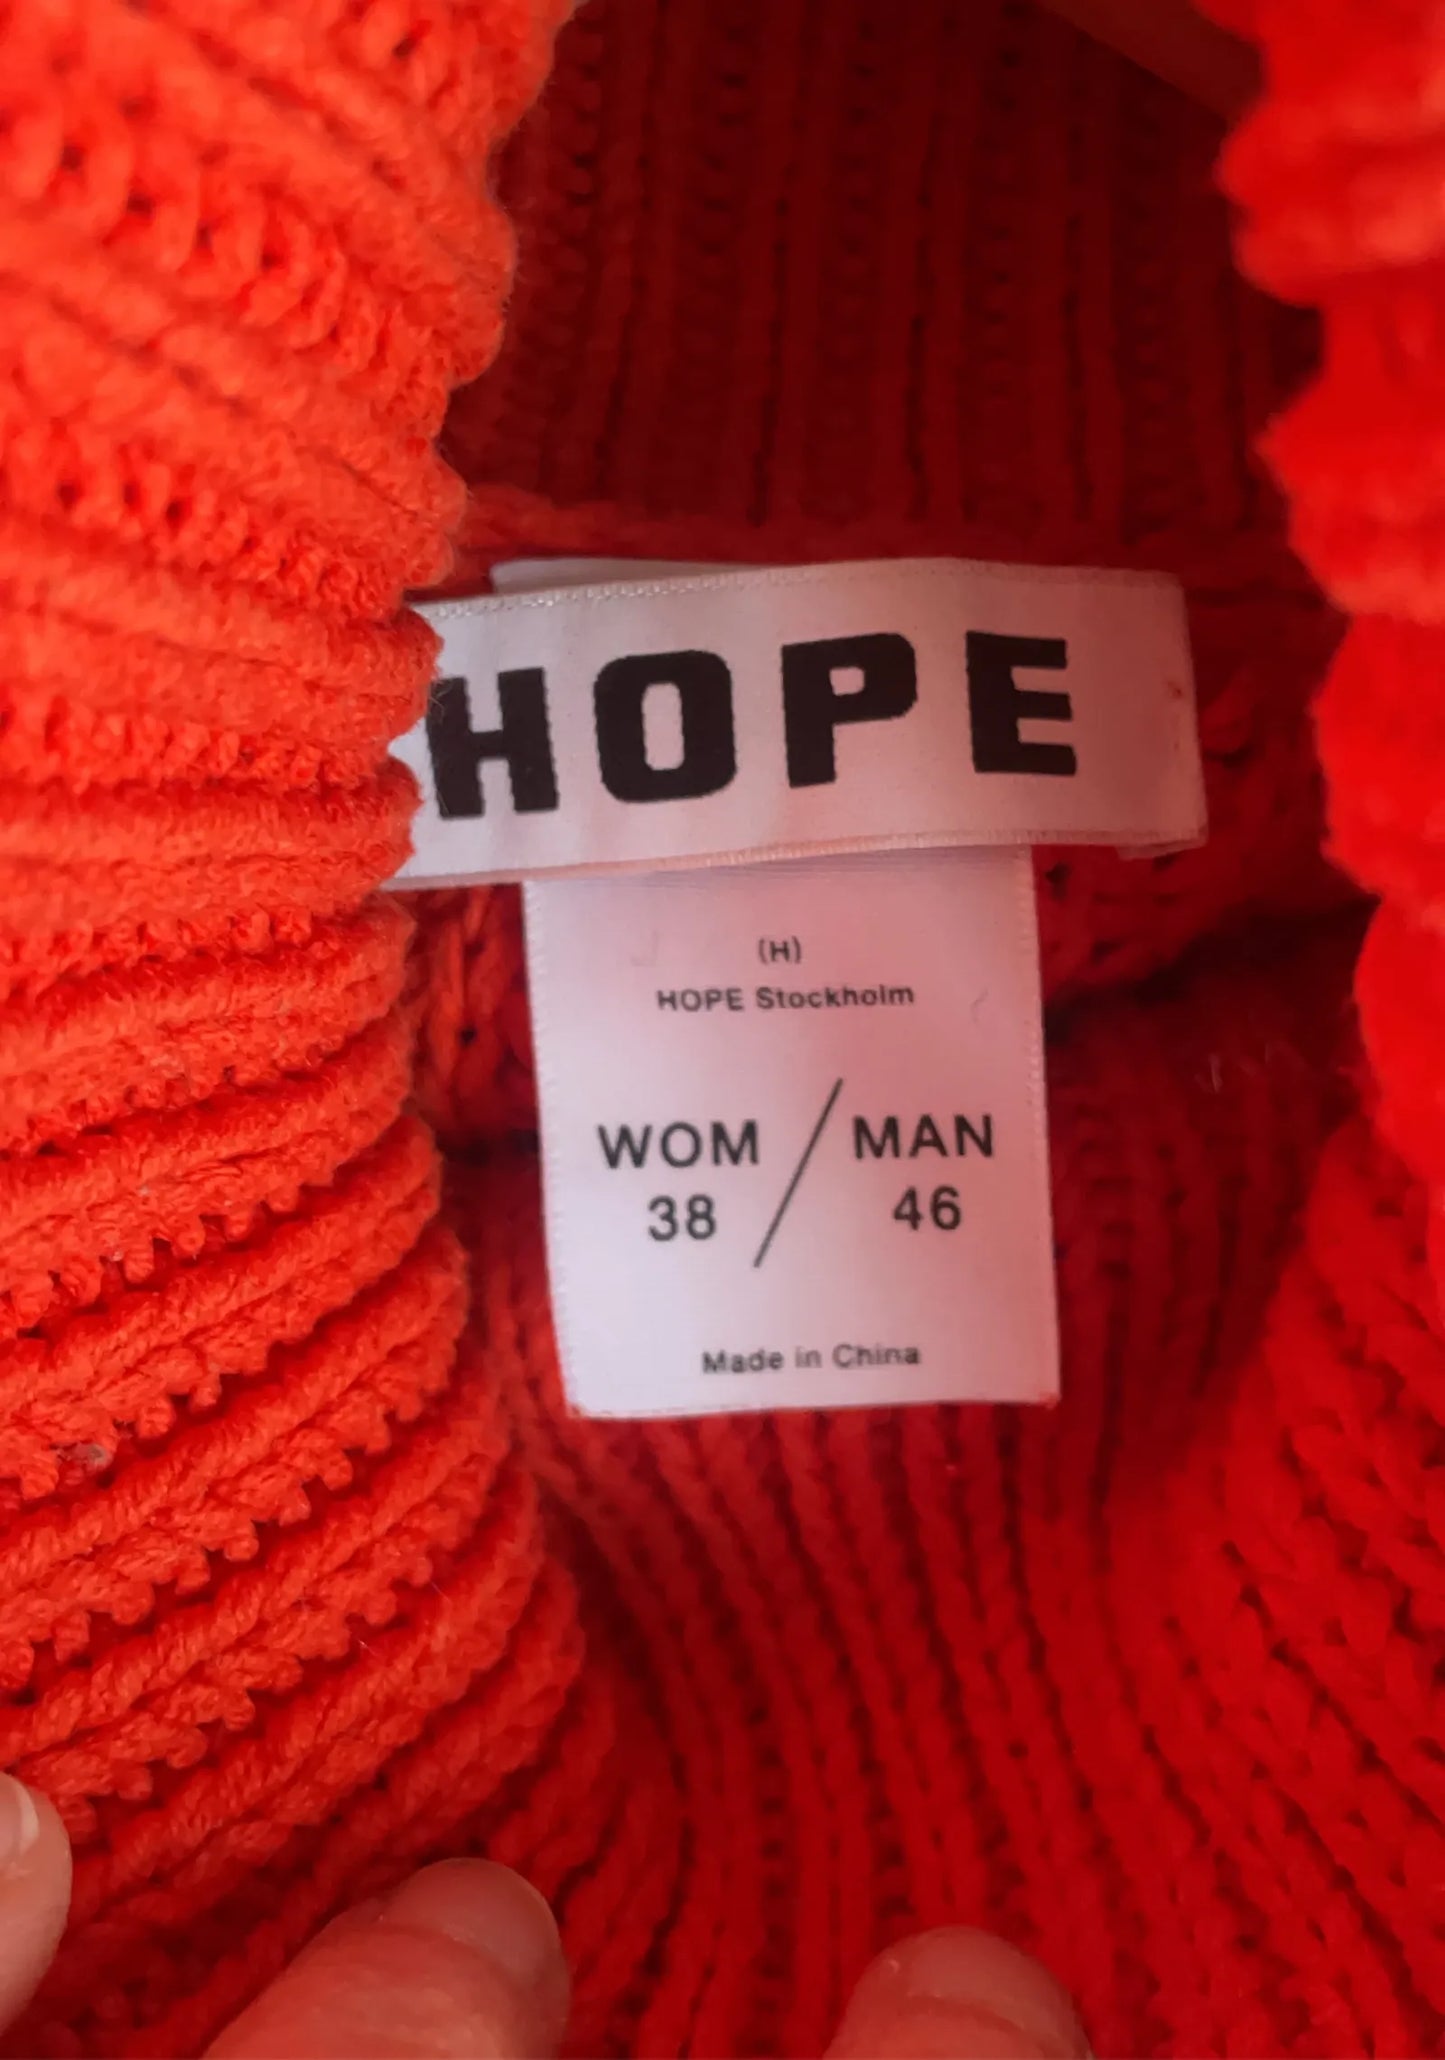 HOPE
(H)
HOPE Stockholm
WOM / MAN
38 46
Made in China